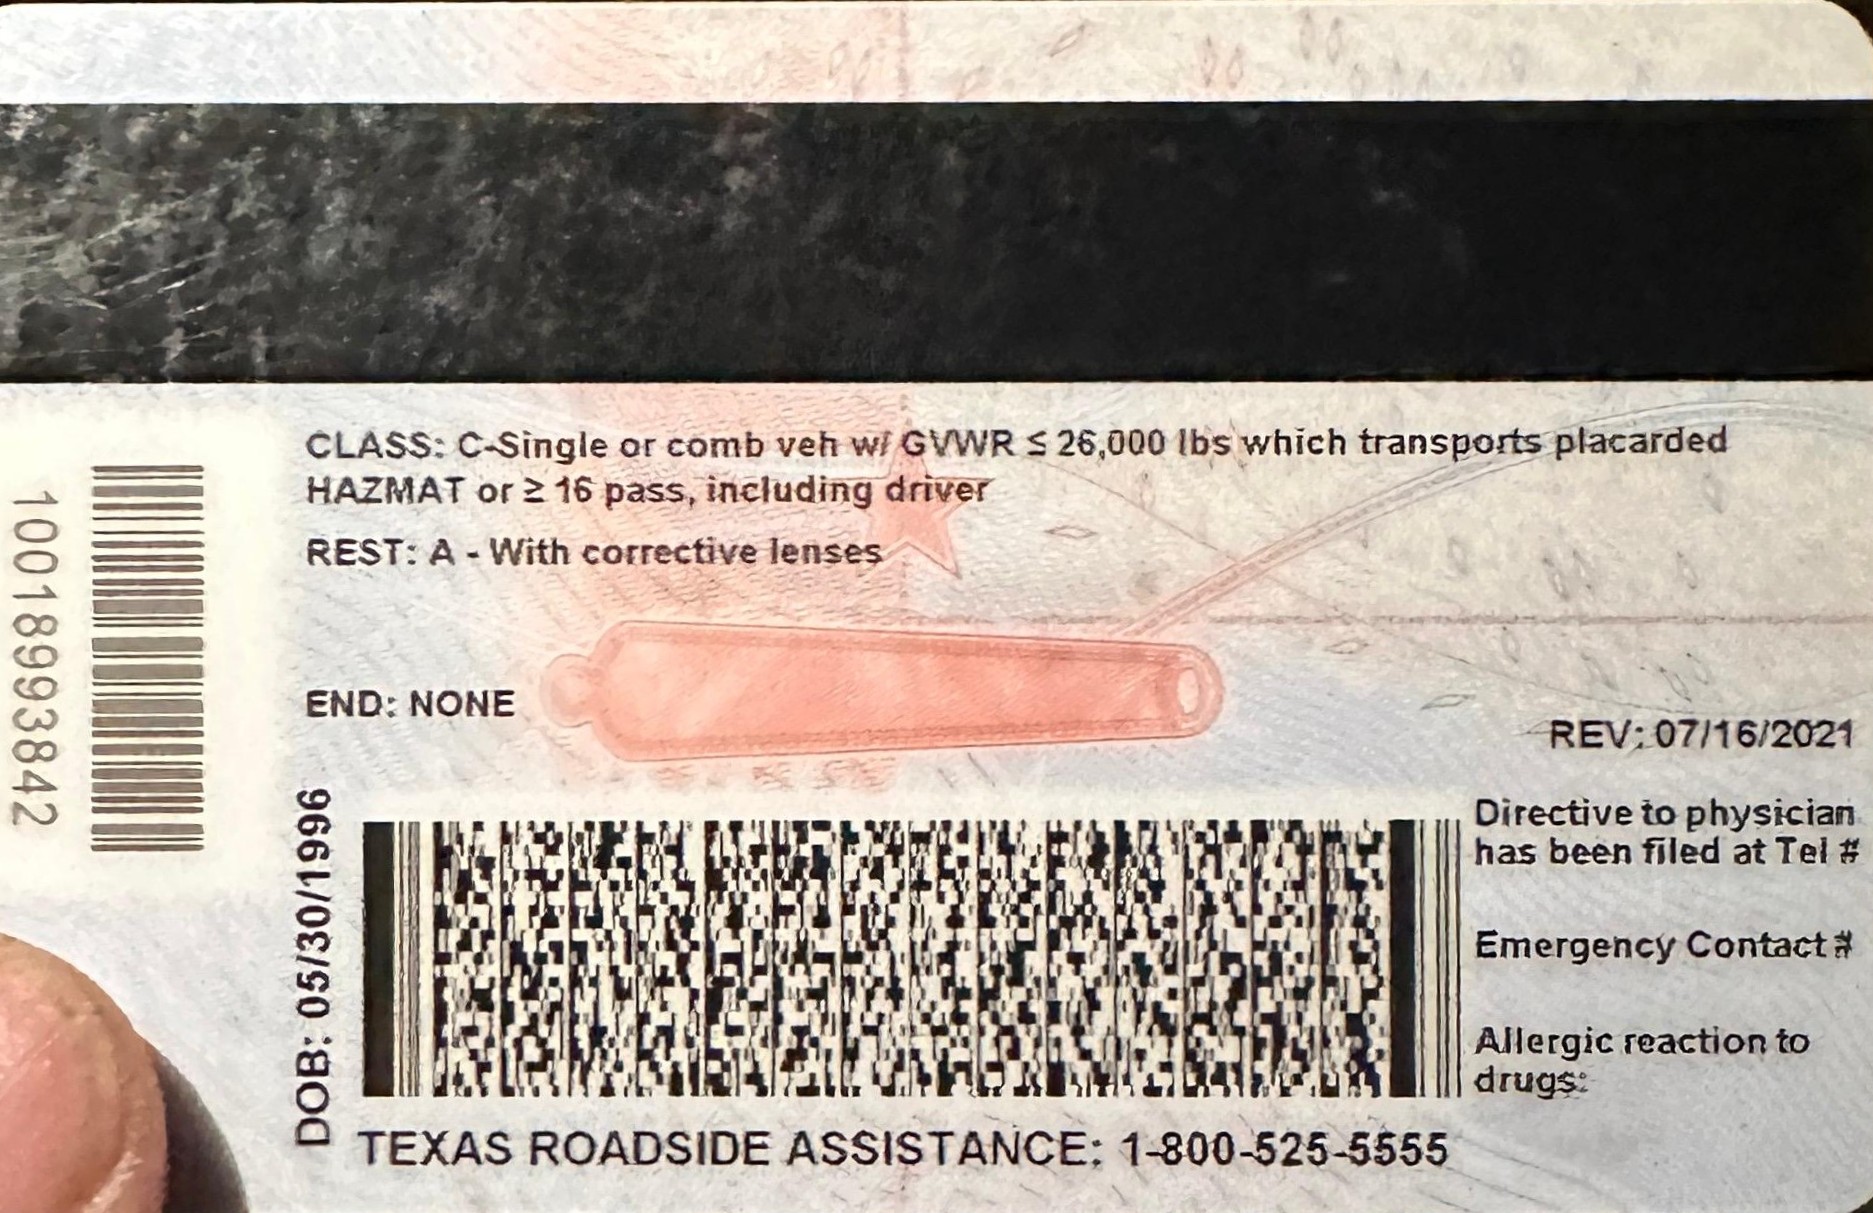 CLASS: C-Single or comb veh w/ GVWR ≤ 26,000 lbs which transports placarded
HAZMAT or ≥ 16 pass, including driver
REST: A - With corrective lenses
END: NONE
REV: 07/16/2021
10018993842
DOB: 05/30/1996
Directive to physician
has been filed at Tel #
Emergency Contact #
Allergic reaction to
drugs:
TEXAS ROADSIDE ASSISTANCE: 1-800-525-5555